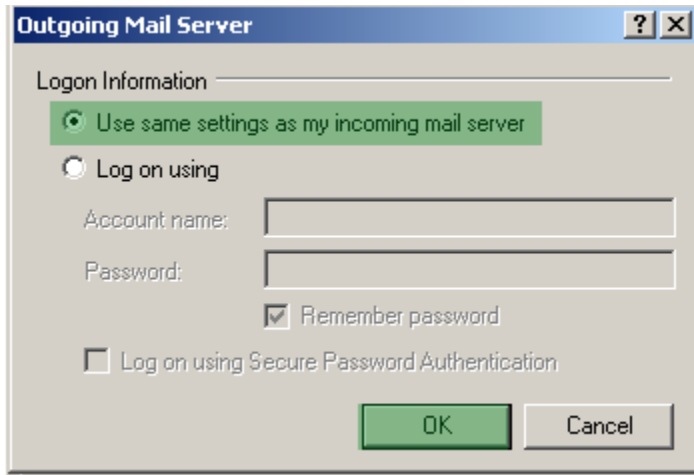 Outgoing Mail Server
Logon Information
Use same settings as my incoming mail server
Log on using
Account name:
Password:
Remember password
Log on using Secure Password Authentication
OK Cancel